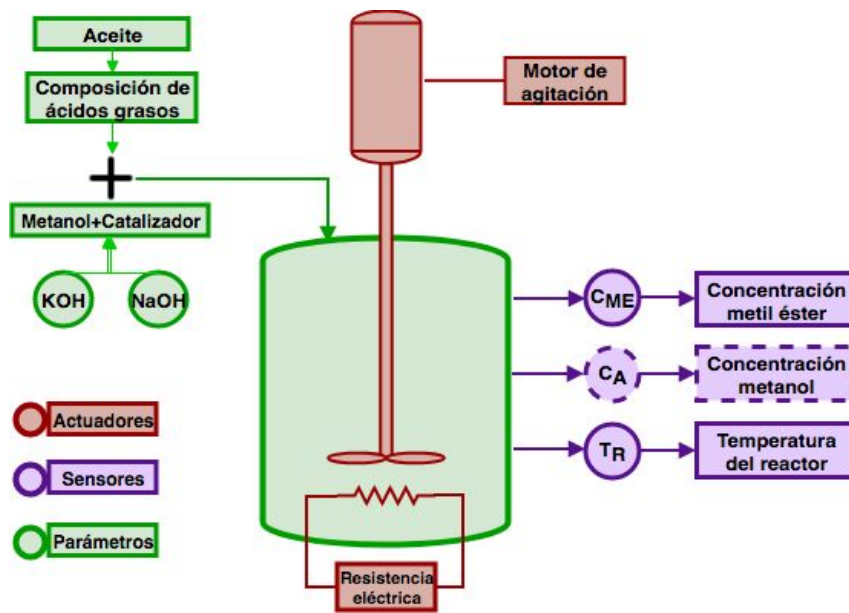 Aceite
Composición de
ácidos grasos
Metanol+Catalizador
KOH
NaOH
Actuadores
Sensores
Parámetros
Motor de
agitación
Resistencia
eléctrica
CME
Concentración
metil éster
CA
Concentración
metanol
TR
Temperatura
del reactor